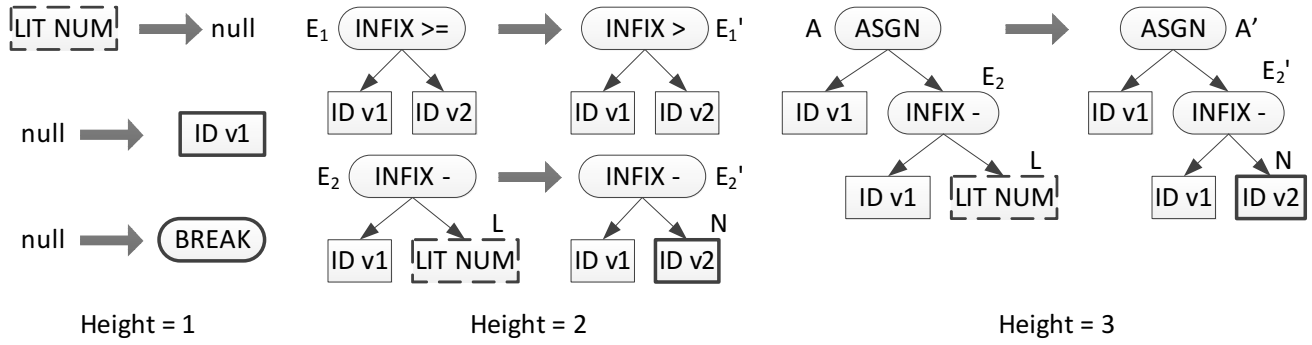 LIT NUM null
null ID v1
null BREAK
Height = 1
E1 INFIX >= INFIX > E1'
ID v1 ID v2 ID v1 ID v2
E2 INFIX - INFIX - E2'
L N
ID v1 LIT NUM ID v1 ID v2
Height = 2
A ASGN ASGN A’
E2 E2'
ID v1 INFIX - ID v1 INFIX -
L N
ID v1 LIT NUM ID v1 ID v2
Height = 3